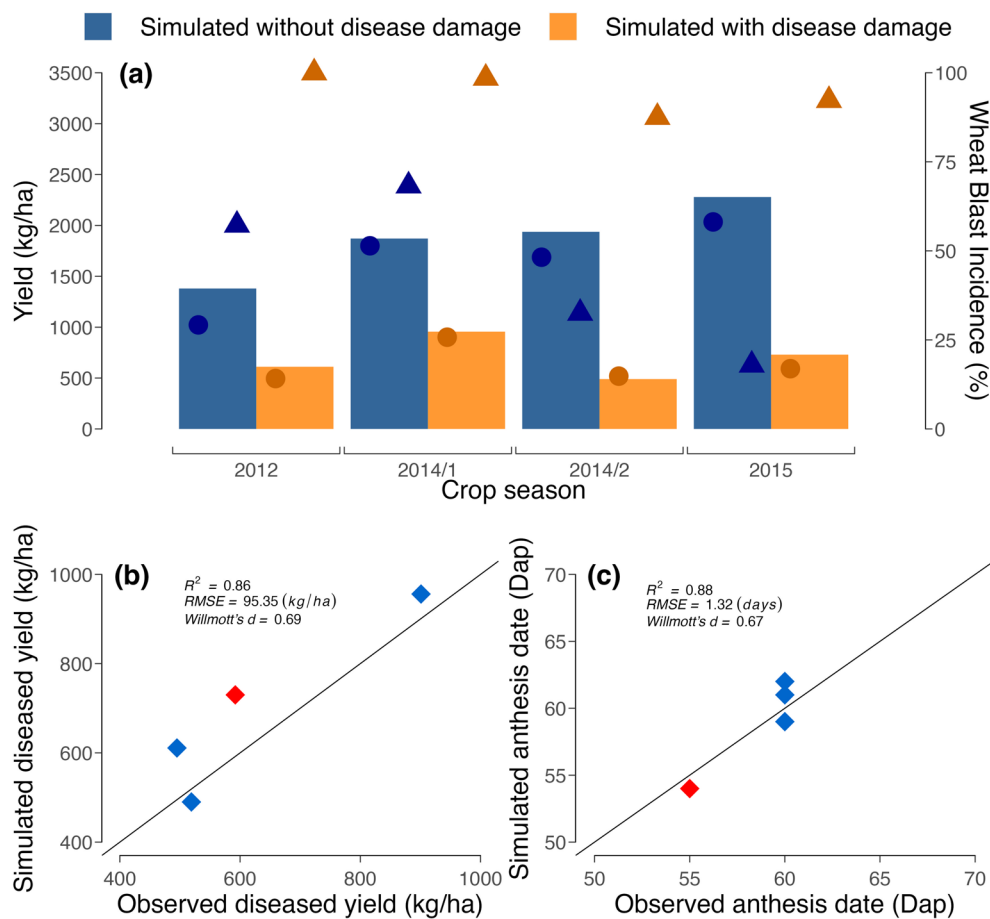 Simulated without disease damage Simulated with disease damage
(a)
Yield (kg/ha)
3500
3000
2500
2000
1500
1000
500
0
Wheat Blast Incidence (%)
100
75
50
25
0
2012 2014/1 2014/2 2015
Crop season
(b)
R² = 0.86
RMSE = 95.35 (kg/ha)
Willmott's d = 0.69
Simulated diseased yield (kg/ha)
1000
800
600
400
400 600 800 1000
Observed diseased yield (kg/ha)
(c)
R² = 0.88
RMSE = 1.32 (days)
Willmott's d = 0.67
Simulated anthesis date (Dap)
70
65
60
55
50
50 55 60 65 70
Observed anthesis date (Dap)